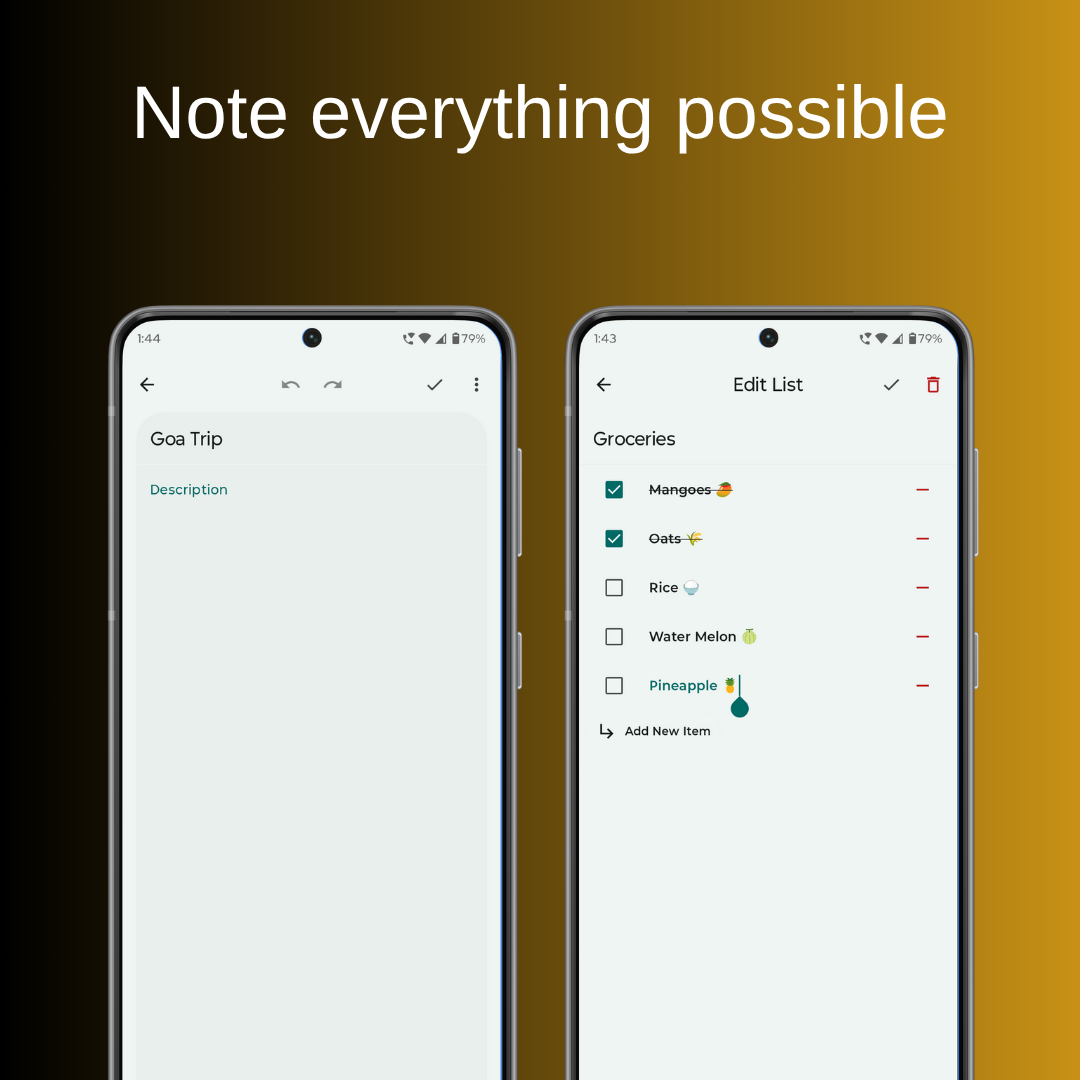 Note everything possible
1:44
79%
Goa Trip
Description
1:43
79%
Edit List
Groceries
Mangoes 🥭
Oats 🌾
Rice 🍚
Water Melon 🍈
Pineapple 🍍
Add New Item